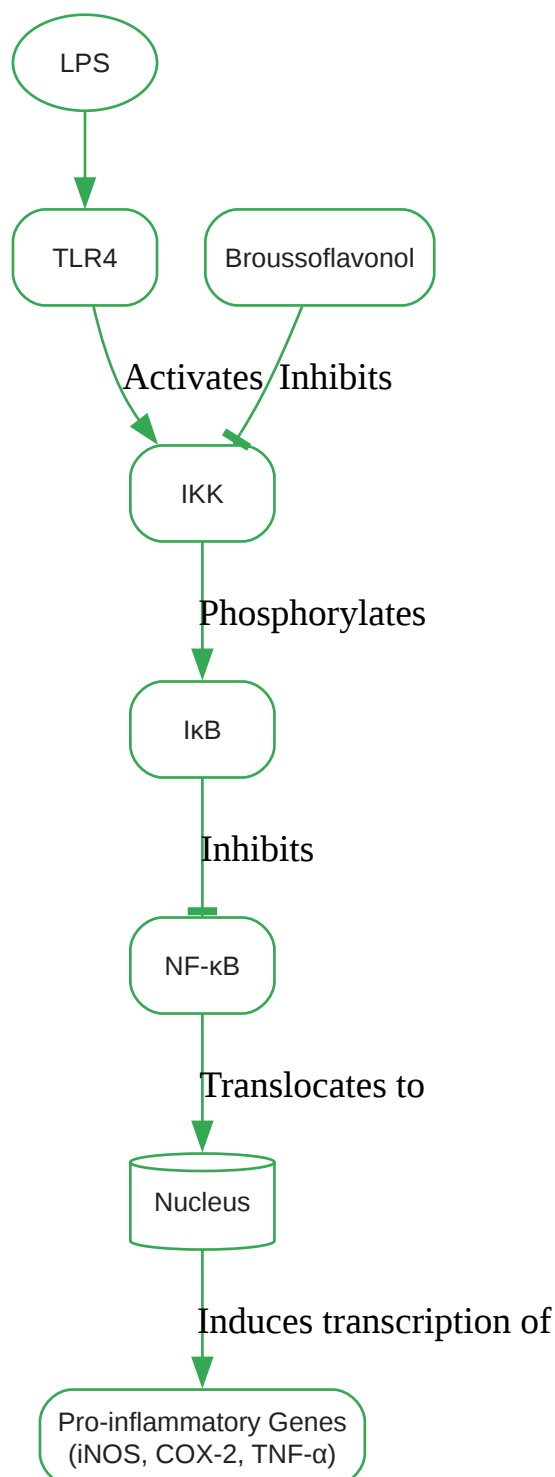 LPS
TLR4
Broussoflavonol
Activates
Inhibits
IKK
Phosphorylates
IκB
Inhibits
NF-κB
Translocates to
Nucleus
Induces transcription of
Pro-inflammatory Genes
(iNOS, COX-2, TNF-α)